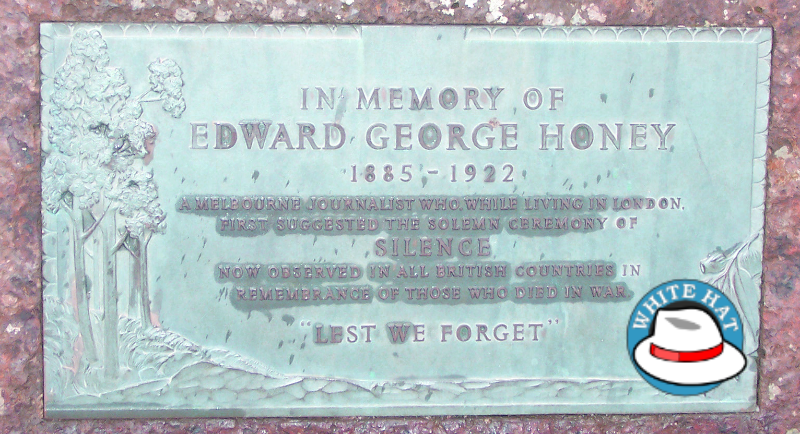 IN MEMORY OF
EDWARD GEORGE HONEY
1885 - 1922
A MELBOURNE JOURNALIST WHO, WHILE LIVING IN LONDON,
FIRST SUGGESTED THE SOLEMN CEREMONY OF
SILENCE
NOW OBSERVED IN ALL BRITISH COUNTRIES IN
REMEMBRANCE OF THOSE WHO DIED IN WAR.
"LEST WE FORGET"
WHITE HAT